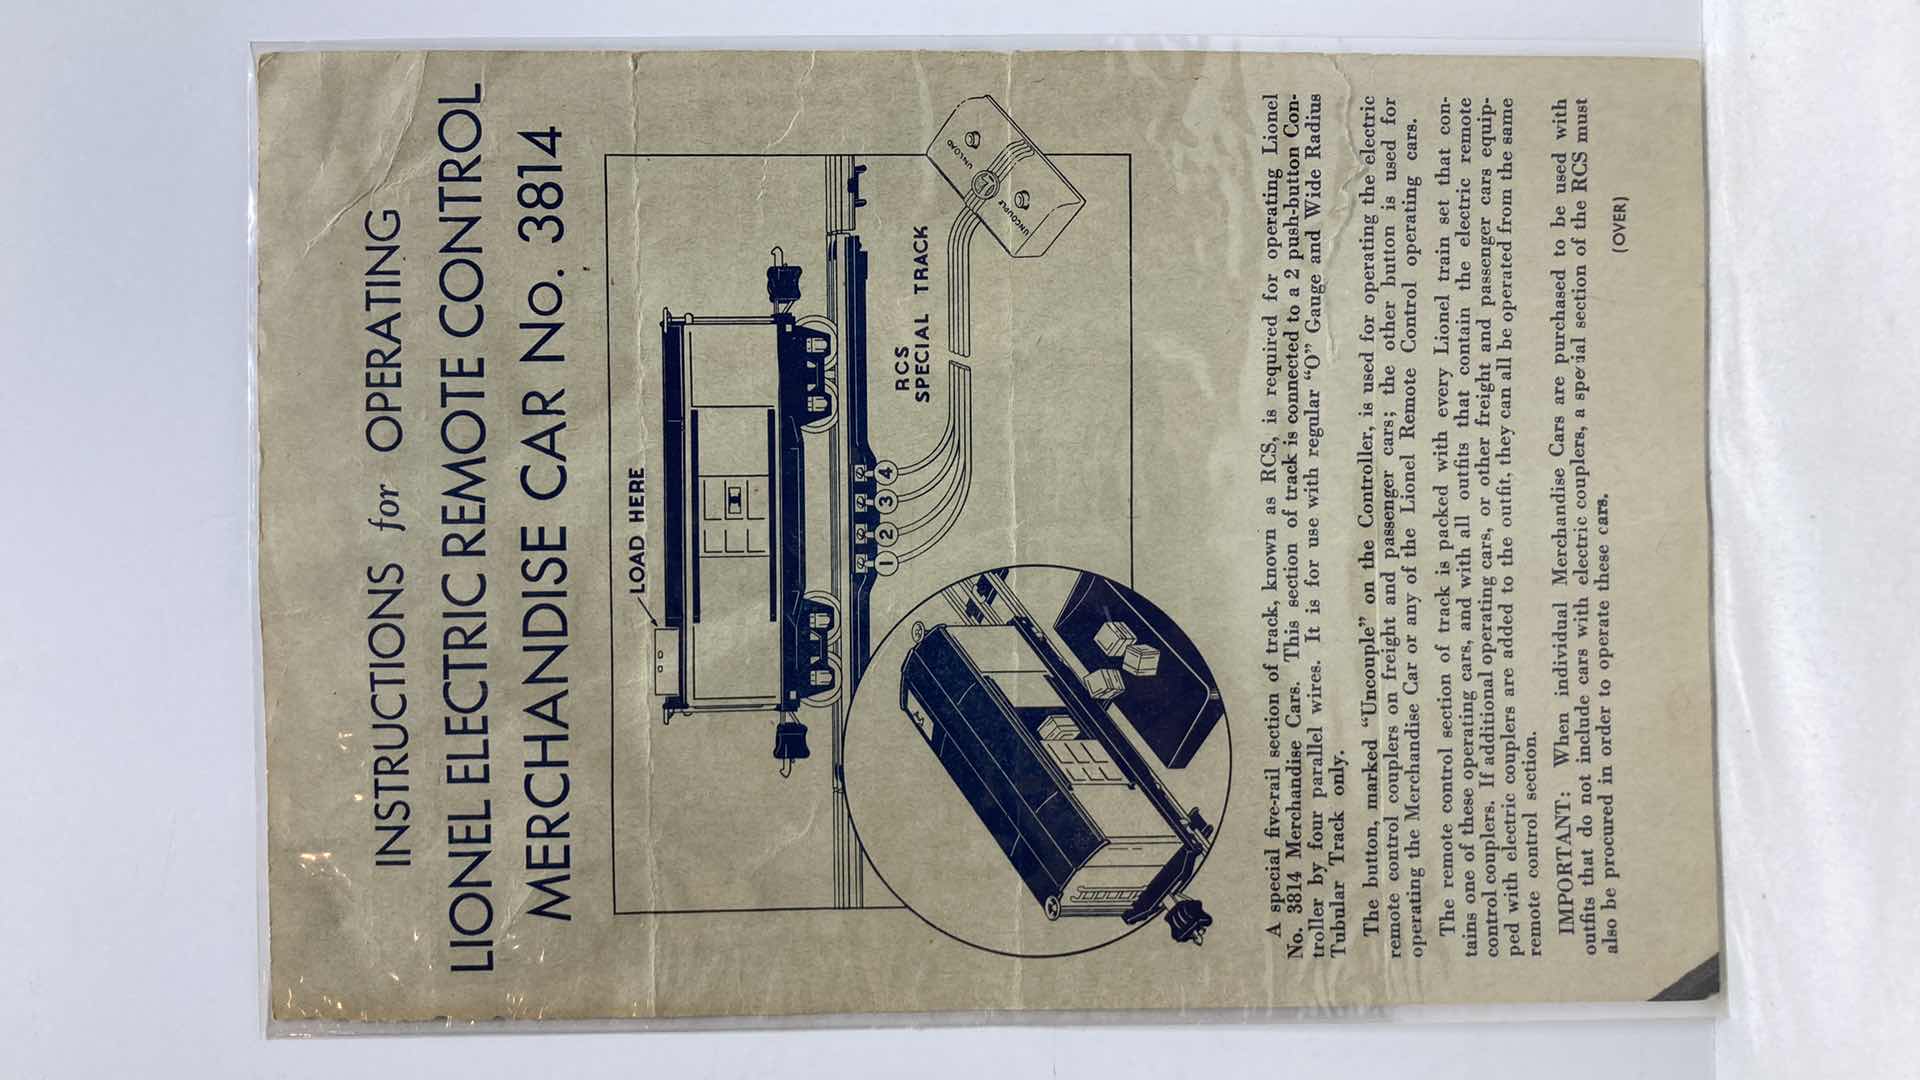 INSTRUCTIONS for OPERATING
LIONEL ELECTRIC REMOTE CONTROL
MERCHANDISE CAR No. 3814
LOAD HERE
1 2 3 4
RCS
SPECIAL TRACK
UNCOUPLE
UNLOAD
A special five-rail section of track, known as RCS, is required for operating Lionel
No. 3814 Merchandise Cars. This section of track is connected to a 2 push-button Con-
troller by four parallel wires. It is for use with regular "O" Gauge and Wide Radius
Tubular Track only.
The button, marked "Uncouple" on the Controller, is used for operating the electric
remote control couplers on freight and passenger cars; the other button is used for
operating the Merchandise Car or any of the Lionel Remote Control operating cars.
The remote control section of track is packed with every Lionel train set that con-
tains one of these operating cars, and with all outfits that contain the electric remote
control couplers. If additional operating cars, or other freight and passenger cars equip-
ped with electric couplers are added to the outfit, they can all be operated from the same
remote control section.
IMPORTANT: When individual Merchandise Cars are purchased to be used with
outfits that do not include cars with electric couplers, a special section of the RCS must
also be procured in order to operate these cars.
(OVER)